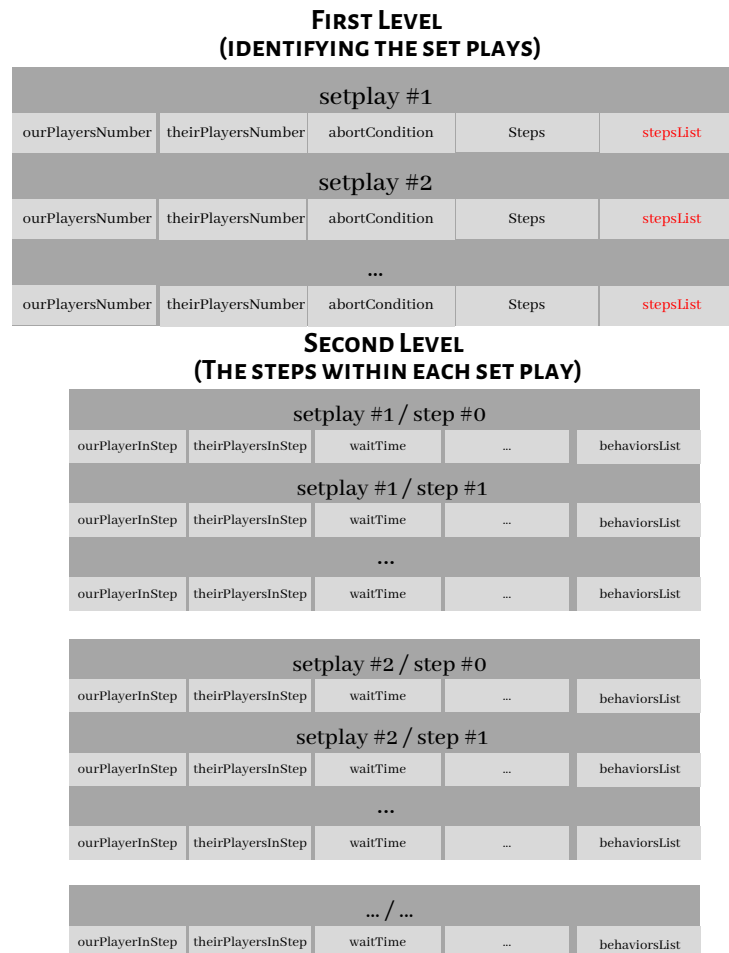 First Level
(identifying the set plays)
setplay #1
ourPlayersNumber theirPlayersNumber abortCondition Steps stepsList
setplay #2
ourPlayersNumber theirPlayersNumber abortCondition Steps stepsList
...
ourPlayersNumber theirPlayersNumber abortCondition Steps stepsList
Second Level
(The steps within each set play)
setplay #1 / step #0
ourPlayerInStep theirPlayersInStep waitTime ... behaviorsList
setplay #1 / step #1
ourPlayerInStep theirPlayersInStep waitTime ... behaviorsList
...
ourPlayerInStep theirPlayersInStep waitTime ... behaviorsList
setplay #2 / step #0
ourPlayerInStep theirPlayersInStep waitTime ... behaviorsList
setplay #2 / step #1
ourPlayerInStep theirPlayersInStep waitTime ... behaviorsList
...
ourPlayerInStep theirPlayersInStep waitTime ... behaviorsList
... / ...
ourPlayerInStep theirPlayersInStep waitTime ... behaviorsList